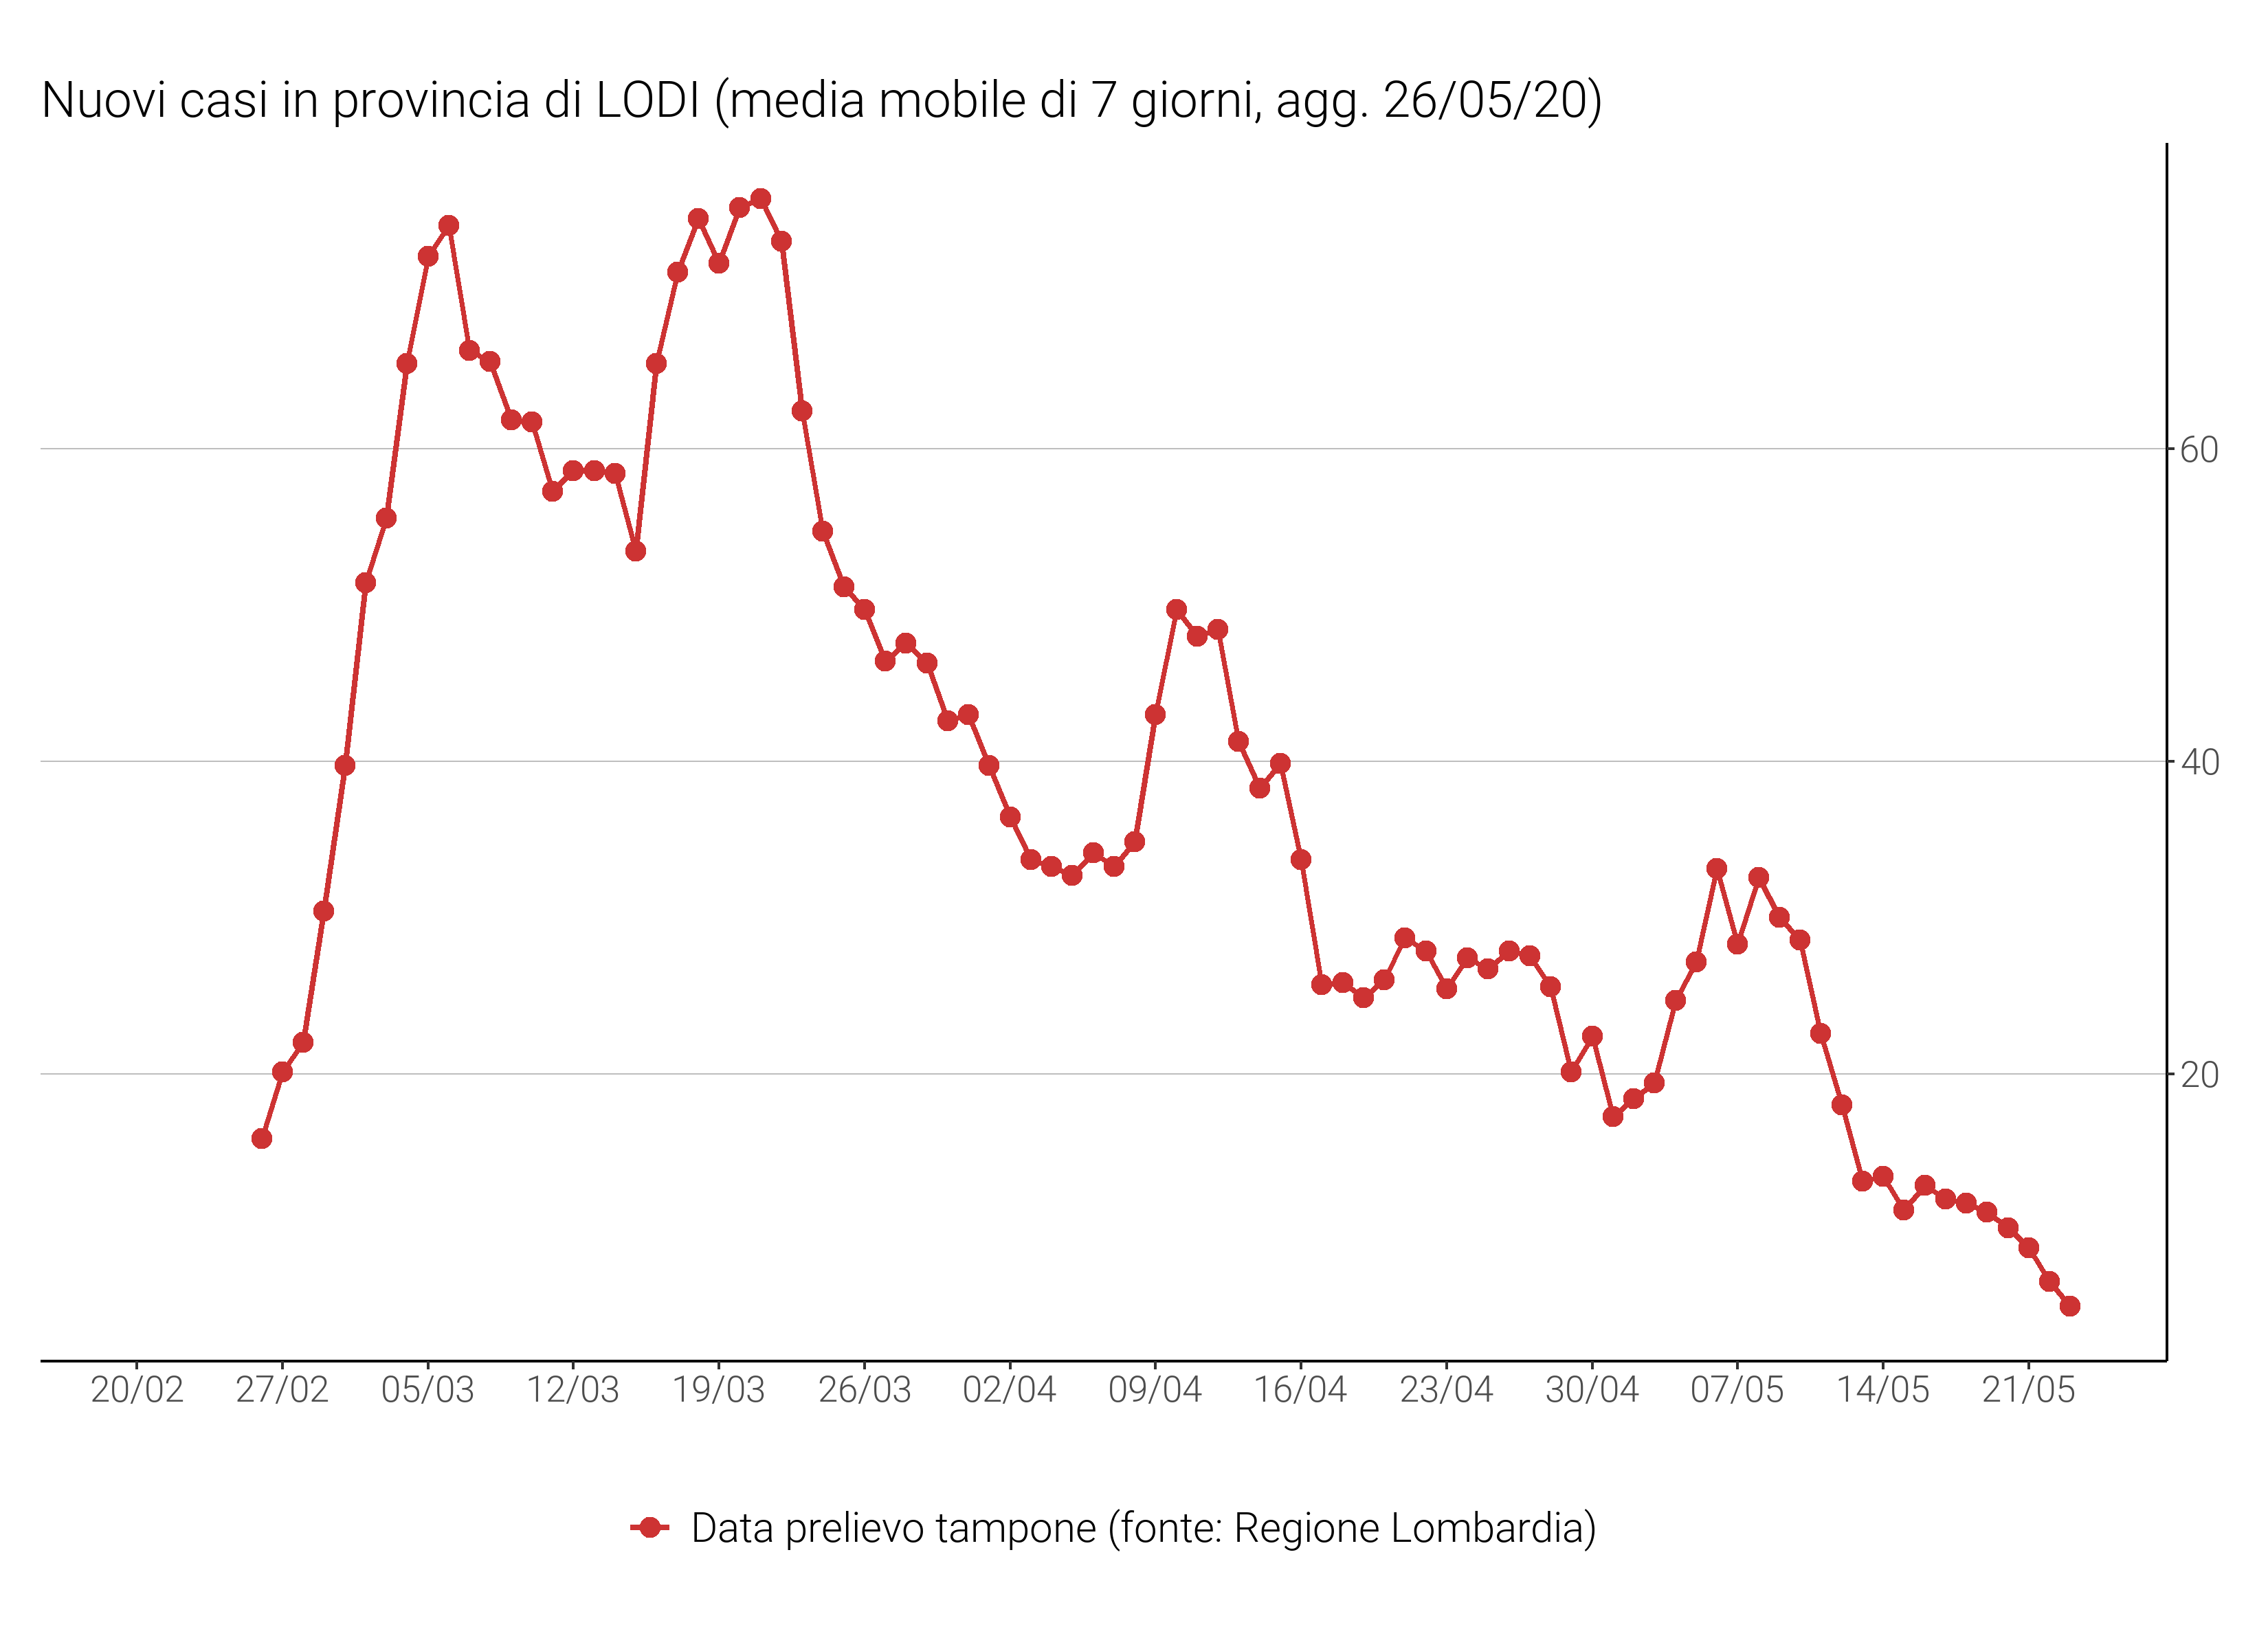 Nuovi casi in provincia di LODI (media mobile di 7 giorni, agg. 26/05/20)
60
40
20
20/02 27/02 05/03 12/03 19/03 26/03 02/04 09/04 16/04 23/04 30/04 07/05 14/05 21/05
Data prelievo tampone (fonte: Regione Lombardia)